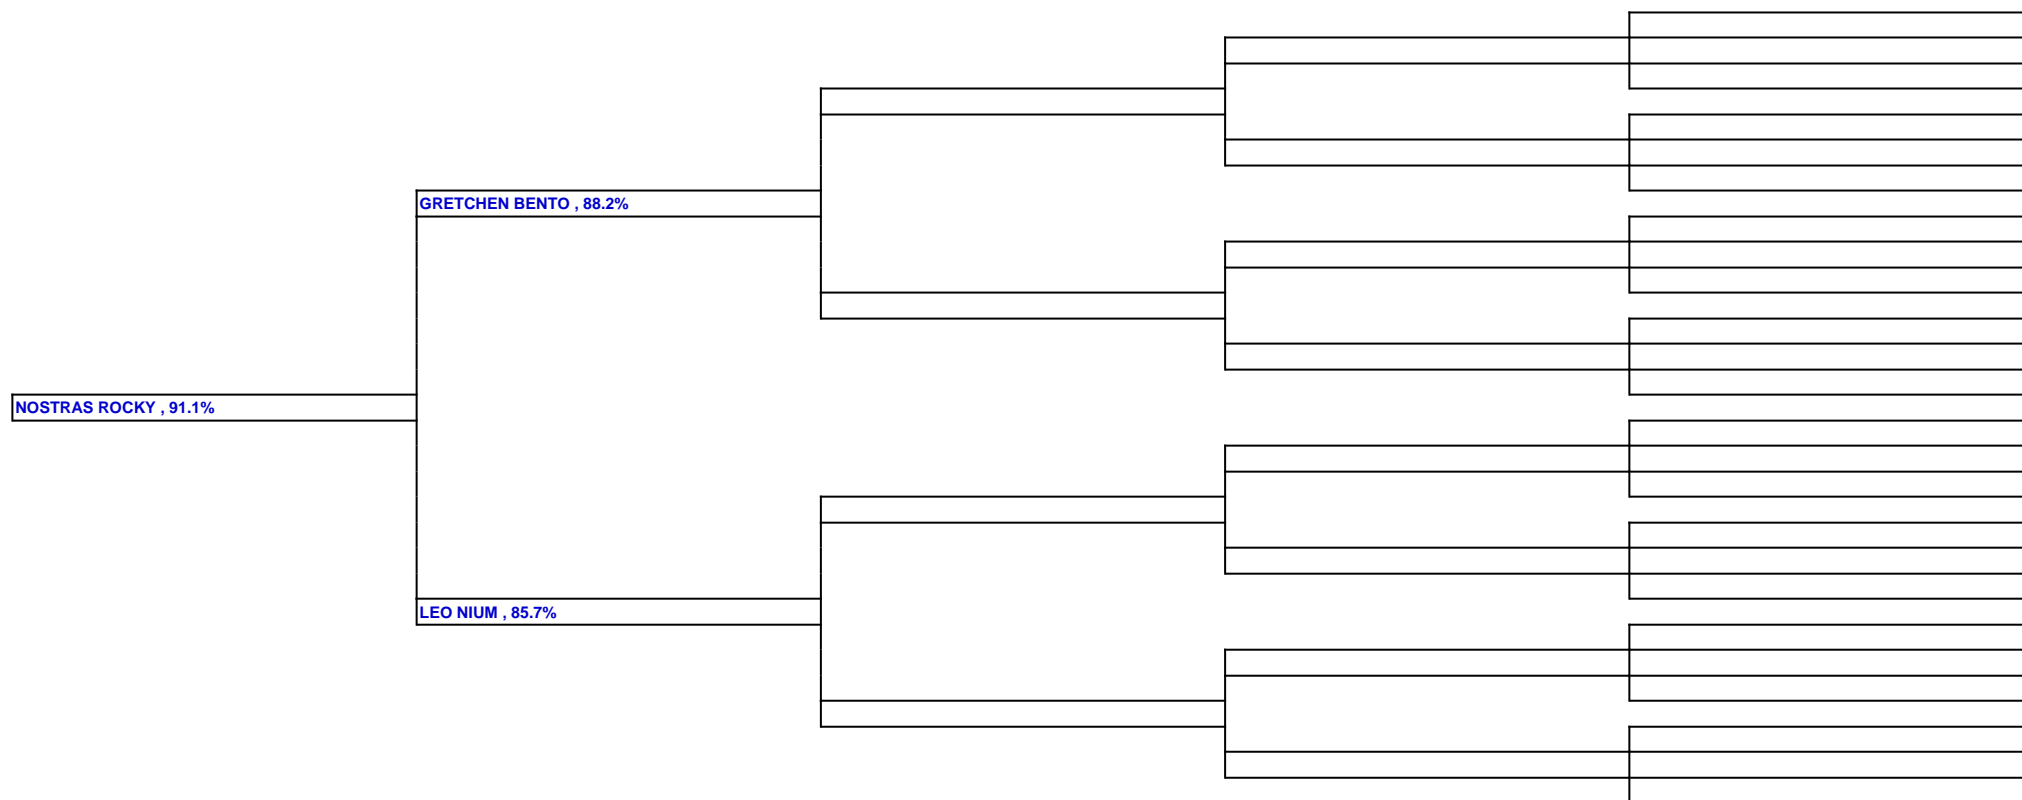 GRETCHEN BENTO , 88.2%
NOSTRAS ROCKY , 91.1%
LEO NIUM , 85.7%